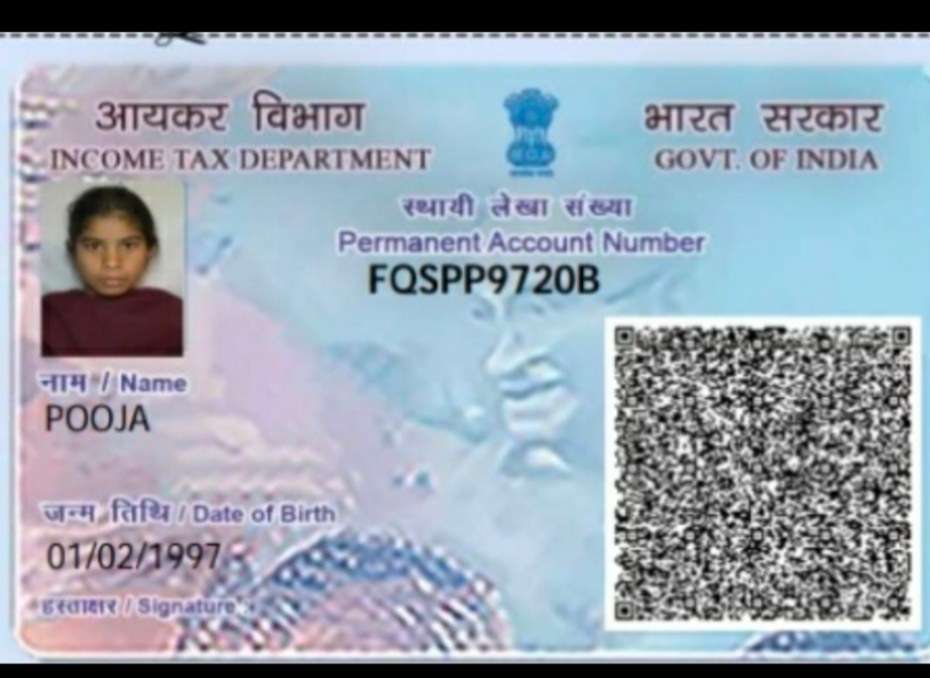 आयकर विभाग
INCOME TAX DEPARTMENT
भारत सरकार
GOVT. OF INDIA
स्थायी लेखा संख्या
Permanent Account Number
FQSPP9720B
नाम / Name
POOJA
जन्म तिथि / Date of Birth
01/02/1997
हस्ताक्षर / Signature